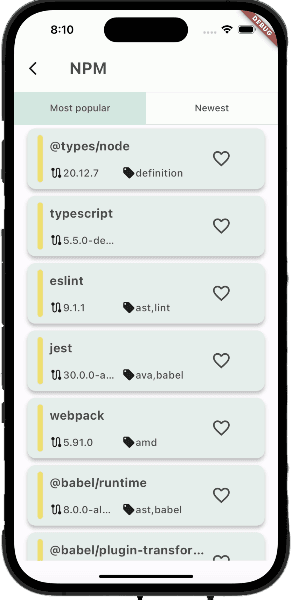 8:10
DEBUG
NPM
Most popular
Newest
@types/node
20.12.7
definition
typescript
5.5.0-de...
eslint
9.1.1
ast,lint
jest
30.0.0-a...
ava,babel
webpack
5.91.0
amd
@babel/runtime
8.0.0-al...
ast,babel
@babel/plugin-transfor...